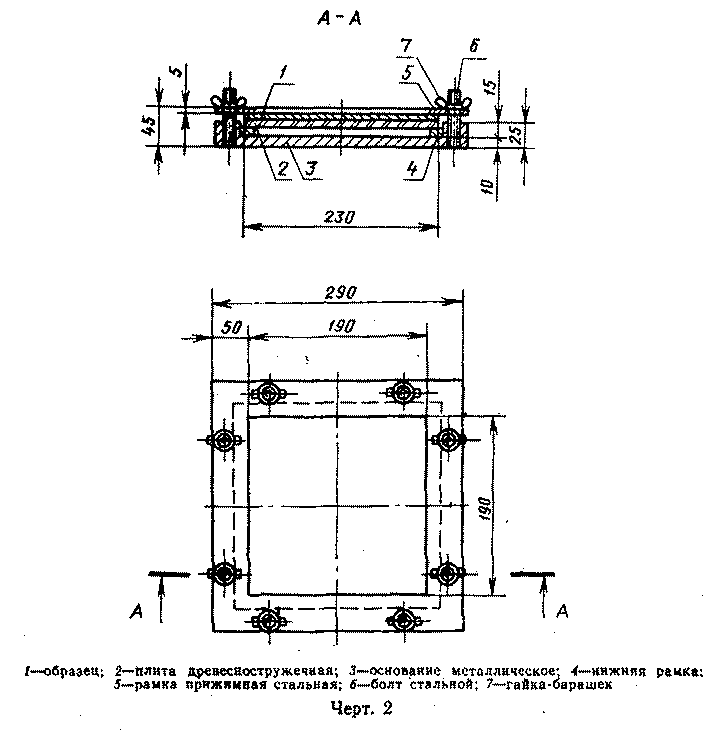 А-А
7 6
1 5
5 15
45 25
2 3 4
10
230
290
50 190
190
А А
1—образец; 2—плита древесностружечная; 3—основание металлическое; 4—нижняя рамка;
5—рамка прижимная стальная; 6—болт стальной; 7—гайка-барашек
Черт. 2